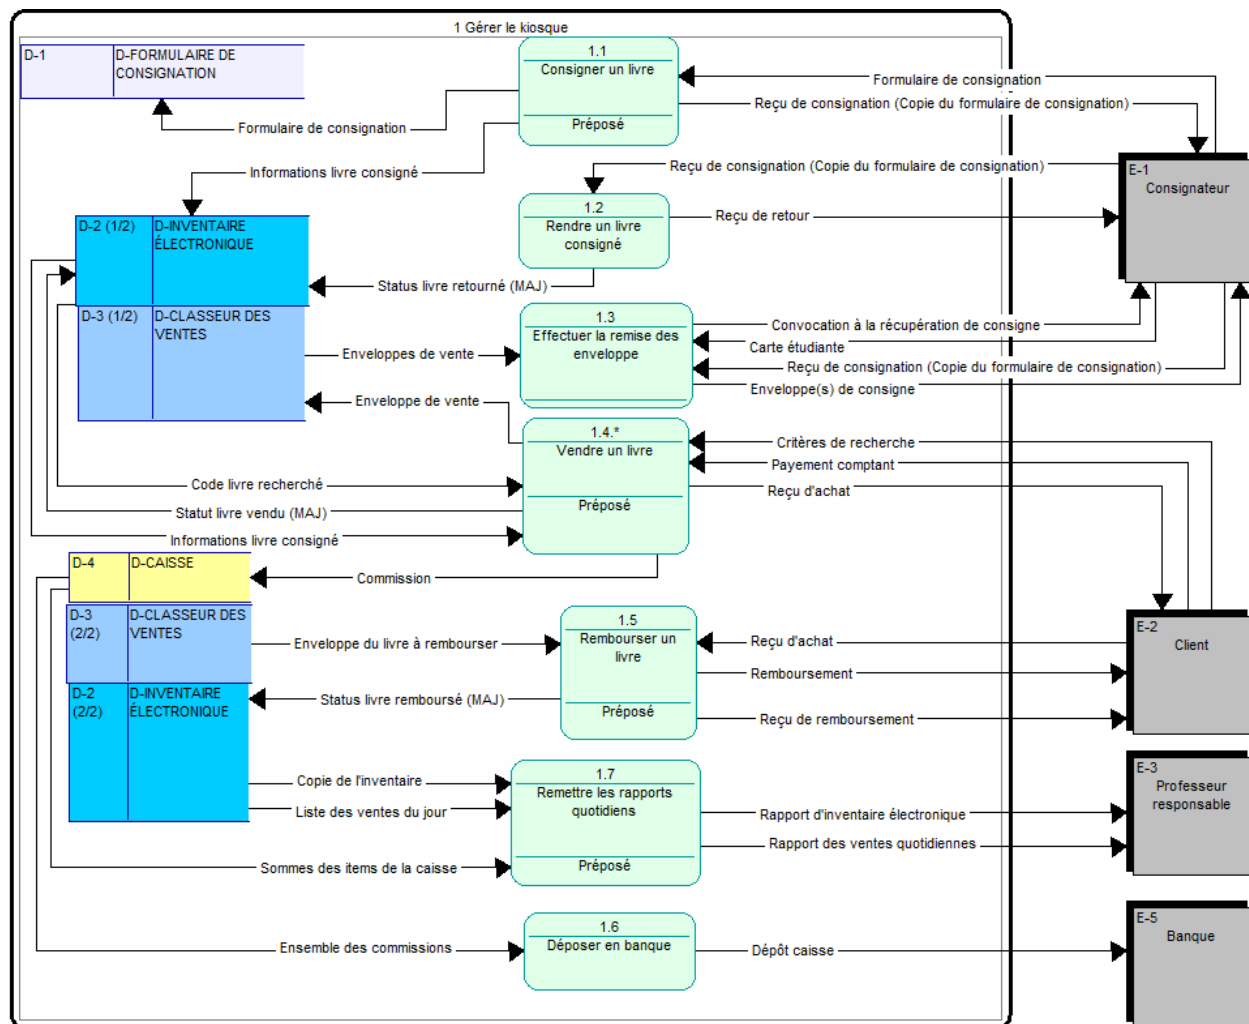 1 Gérer le kiosque
D-1
D-FORMULAIRE DE
CONSIGNATION
1.1
Consigner un livre
Préposé
Formulaire de consignation
Reçu de consignation (Copie du formulaire de consignation)
Formulaire de consignation
Informations livre consigné
Reçu de consignation (Copie du formulaire de consignation)
E-1
Consignateur
1.2
Rendre un livre
consigné
Reçu de retour
D-2 (1/2)
D-INVENTAIRE
ÉLECTRONIQUE
Status livre retourné (MAJ)
D-3 (1/2)
D-CLASSEUR DES
VENTES
1.3
Effectuer la remise des
enveloppe
Convocation à la récupération de consigne
Carte étudiante
Enveloppes de vente
Reçu de consignation (Copie du formulaire de consignation)
Enveloppe(s) de consigne
Enveloppe de vente
1.4.*
Vendre un livre
Préposé
Critères de recherche
Payement comptant
Reçu d'achat
Code livre recherché
Statut livre vendu (MAJ)
Informations livre consigné
D-4
D-CAISSE
Commission
D-3
(2/2)
D-CLASSEUR DES
VENTES
Enveloppe du livre à rembourser
1.5
Rembourser un
livre
Préposé
Reçu d'achat
Remboursement
Reçu de remboursement
E-2
Client
D-2
(2/2)
D-INVENTAIRE
ÉLECTRONIQUE
Status livre remboursé (MAJ)
Copie de l'inventaire
Liste des ventes du jour
1.7
Remettre les rapports
quotidiens
Préposé
Rapport d'inventaire électronique
Rapport des ventes quotidiennes
E-3
Professeur
responsable
Sommes des items de la caisse
1.6
Déposer en banque
Ensemble des commissions
Dépôt caisse
E-5
Banque